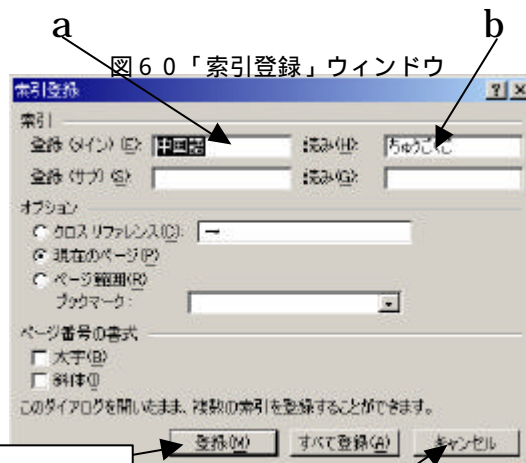 a b
図６０「索引登録」ウィンドウ
索引登録
索引
登録 (メイン) (E): 中国語 読み(H): ちゅうごくご
登録 (サブ) (S): 読み(G):
オプション
クロス リファレンス(C): →
現在のページ(P)
ページ範囲(R)
ブックマーク:
ページ番号の書式
太字(B)
斜体(I)
このダイアログを開いたまま、複数の索引を登録することができます。
登録(M) すべて登録(A) キャンセル